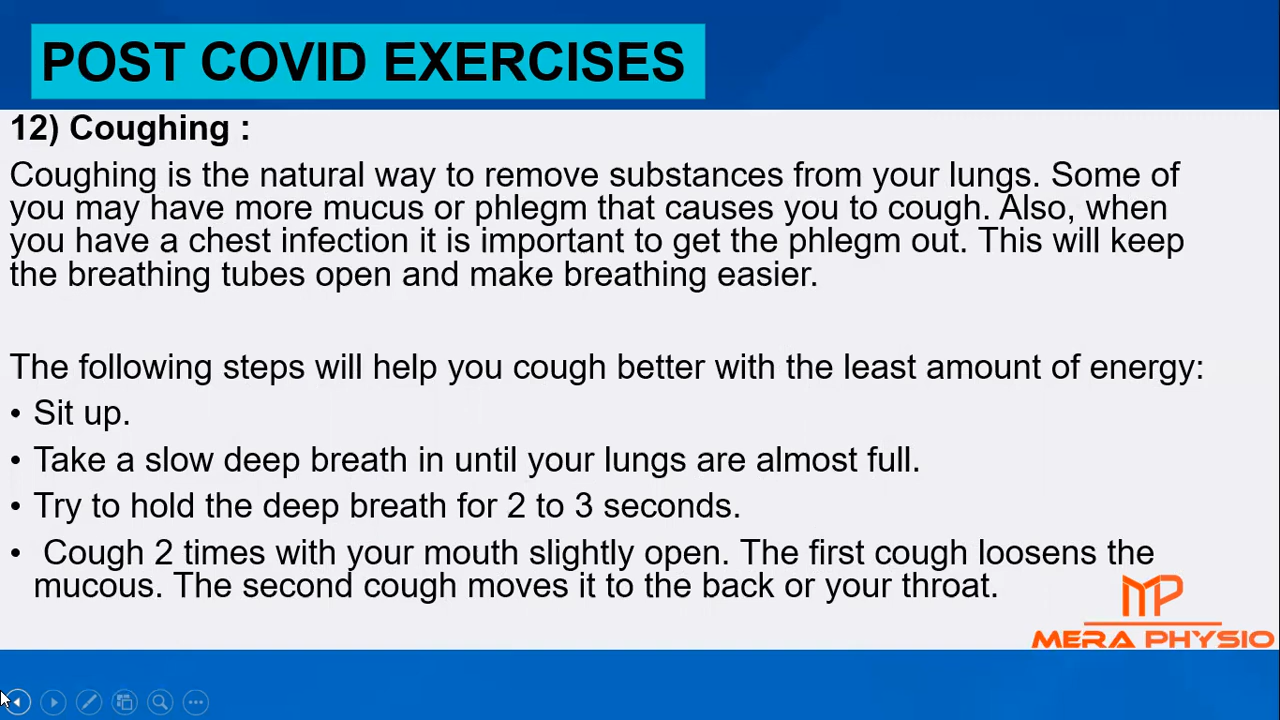 POST COVID EXERCISES
12) Coughing :
Coughing is the natural way to remove substances from your lungs. Some of
you may have more mucus or phlegm that causes you to cough. Also, when
you have a chest infection it is important to get the phlegm out. This will keep
the breathing tubes open and make breathing easier.
The following steps will help you cough better with the least amount of energy:
• Sit up.
• Take a slow deep breath in until your lungs are almost full.
• Try to hold the deep breath for 2 to 3 seconds.
• Cough 2 times with your mouth slightly open. The first cough loosens the
mucous. The second cough moves it to the back or your throat.
MP
MERA PHYSIO